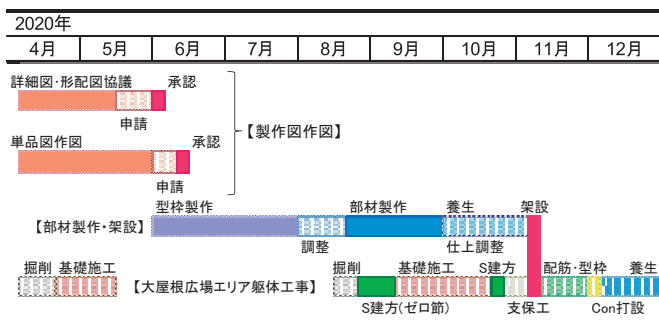 2020年
4月 5月 6月 7月 8月 9月 10月 11月 12月
詳細図・形配図協議 承認
申請
【製作図作図】
単品図作図 承認
申請
型枠製作 部材製作 養生 架設
【部材製作・架設】
調整 仕上調整
掘削 基礎施工 【大屋根広場エリア躯体工事】 掘削 基礎施工 S建方 配筋・型枠 養生
S建方(ゼロ節) 支保工 Con打設